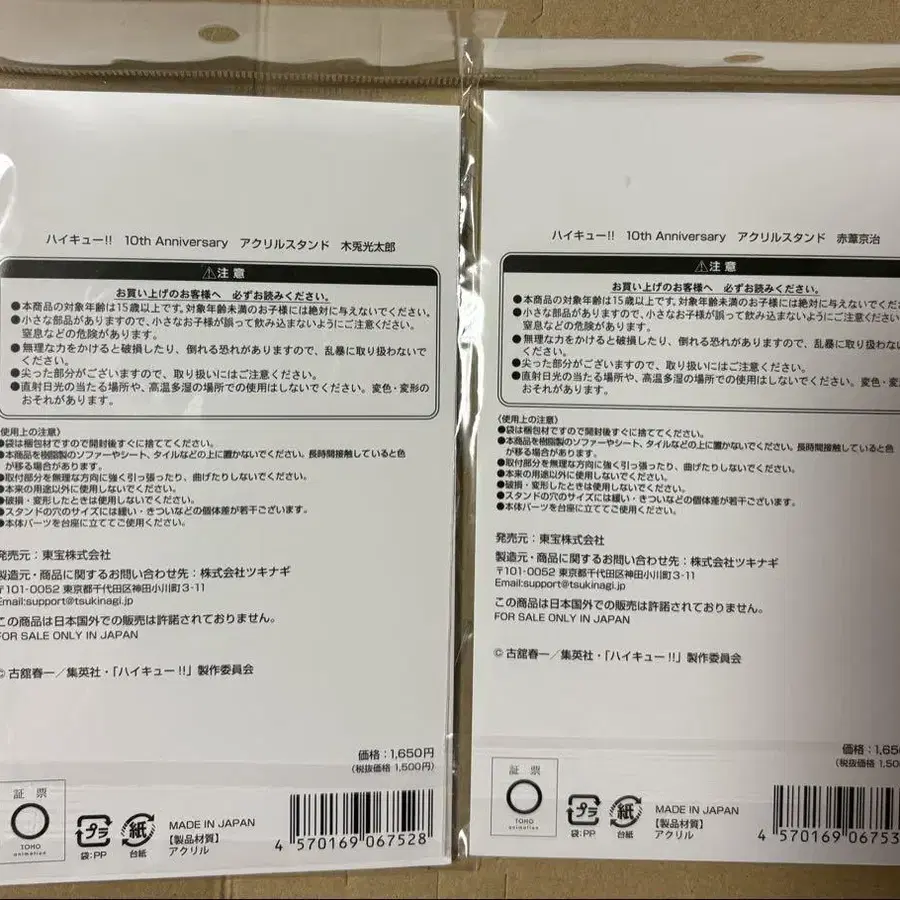 ハイキュー!! 10th Anniversary アクリルスタンド 木兎光太郎
⚠注意
お買い上げのお客様へ 必ずお読みください。
●本商品の対象年齢は15歳以上です。対象年齢未満のお子様には絶対に与えないでください。
●小さな部品がありますので、小さなお子様が誤って飲み込まないようにご注意ください。
窒息などの危険があります。
●無理な力をかけると破損したり、倒れる恐れがありますので、乱暴に取り扱わないで
ください。
●尖った部分がございますので、取り扱いにはご注意ください。
●直射日光の当たる場所や、高温多湿の場所での使用はしないでください。変色・変形の
おそれがあります。
〈使用上の注意〉
●袋は梱包材ですので開封後すぐに捨ててください。
●本商品を樹脂製のソファーやシート、タイルなどの上に置かないでください。長時間接触していると色
が移る場合があります。
●取付部分を無理な方向に強く引っ張ったり、曲げたりしないでください。
●本来の用途以外に使用しないでください。
●破損・変形したときは使用しないでください。
●スタンドの穴のサイズには緩い・きついなどの個体差が若干ございます。
●本体パーツを台座に立ててご使用ください。
発売元：東宝株式会社
製造元・商品に関するお問い合わせ先：株式会社ツキナギ
〒101-0052 東京都千代田区神田小川町3-11
Email:support@tsukinagi.jp
この商品は日本国外での販売は許諾されておりません。
FOR SALE ONLY IN JAPAN
© 古舘春一／集英社・「ハイキュー!!」製作委員会
価格：1,650円
(税抜価格 1,500円)
証票
TOHO
animation
プラ
袋:PP
紙
台紙
MADE IN JAPAN
【製品材質】
アクリル
4 570169 067528
ハイキュー!! 10th Anniversary アクリルスタンド 赤葦京治
⚠注意
お買い上げのお客様へ 必ずお読みください。
●本商品の対象年齢は15歳以上です。対象年齢未満のお子様には絶対に与えないでください
●小さな部品がありますので、小さなお子様が誤って飲み込まないようにご注意ください
窒息などの危険があります。
●無理な力をかけると破損したり、倒れる恐れがありますので、乱暴に取り扱わな
ください。
●尖った部分がございますので、取り扱いにはご注意ください。
●直射日光の当たる場所や、高温多湿の場所での使用はしないでください。変色・変
おそれがあります。
〈使用上の注意〉
●袋は梱包材ですので開封後すぐに捨ててください。
●本商品を樹脂製のソファーやシート、タイルなどの上に置かないでください。長時間接触していると色
が移る場合があります。
●取付部分を無理な方向に強く引っ張ったり、曲げたりしないでください。
●本来の用途以外に使用しないでください。
●破損・変形したときは使用しないでください。
●スタンドの穴のサイズには緩い・きついなどの個体差が若干ございます。
●本体パーツを台座に立ててご使用ください。
発売元：東宝株式会社
製造元・商品に関するお問い合わせ先：株式会社ツキナギ
〒101-0052 東京都千代田区神田小川町3-11
Email:support@tsukinagi.jp
この商品は日本国外での販売は許諾されておりません。
FOR SALE ONLY IN JAPAN
© 古舘春一／集英社・「ハイキュー!!」製作委員会
価格：1,65
(税抜価格 1,50
証票
TOHO
animation
プラ
袋:PP
紙
台紙
MADE IN JAPAN
【製品材質】
アクリル
4 570169 06753